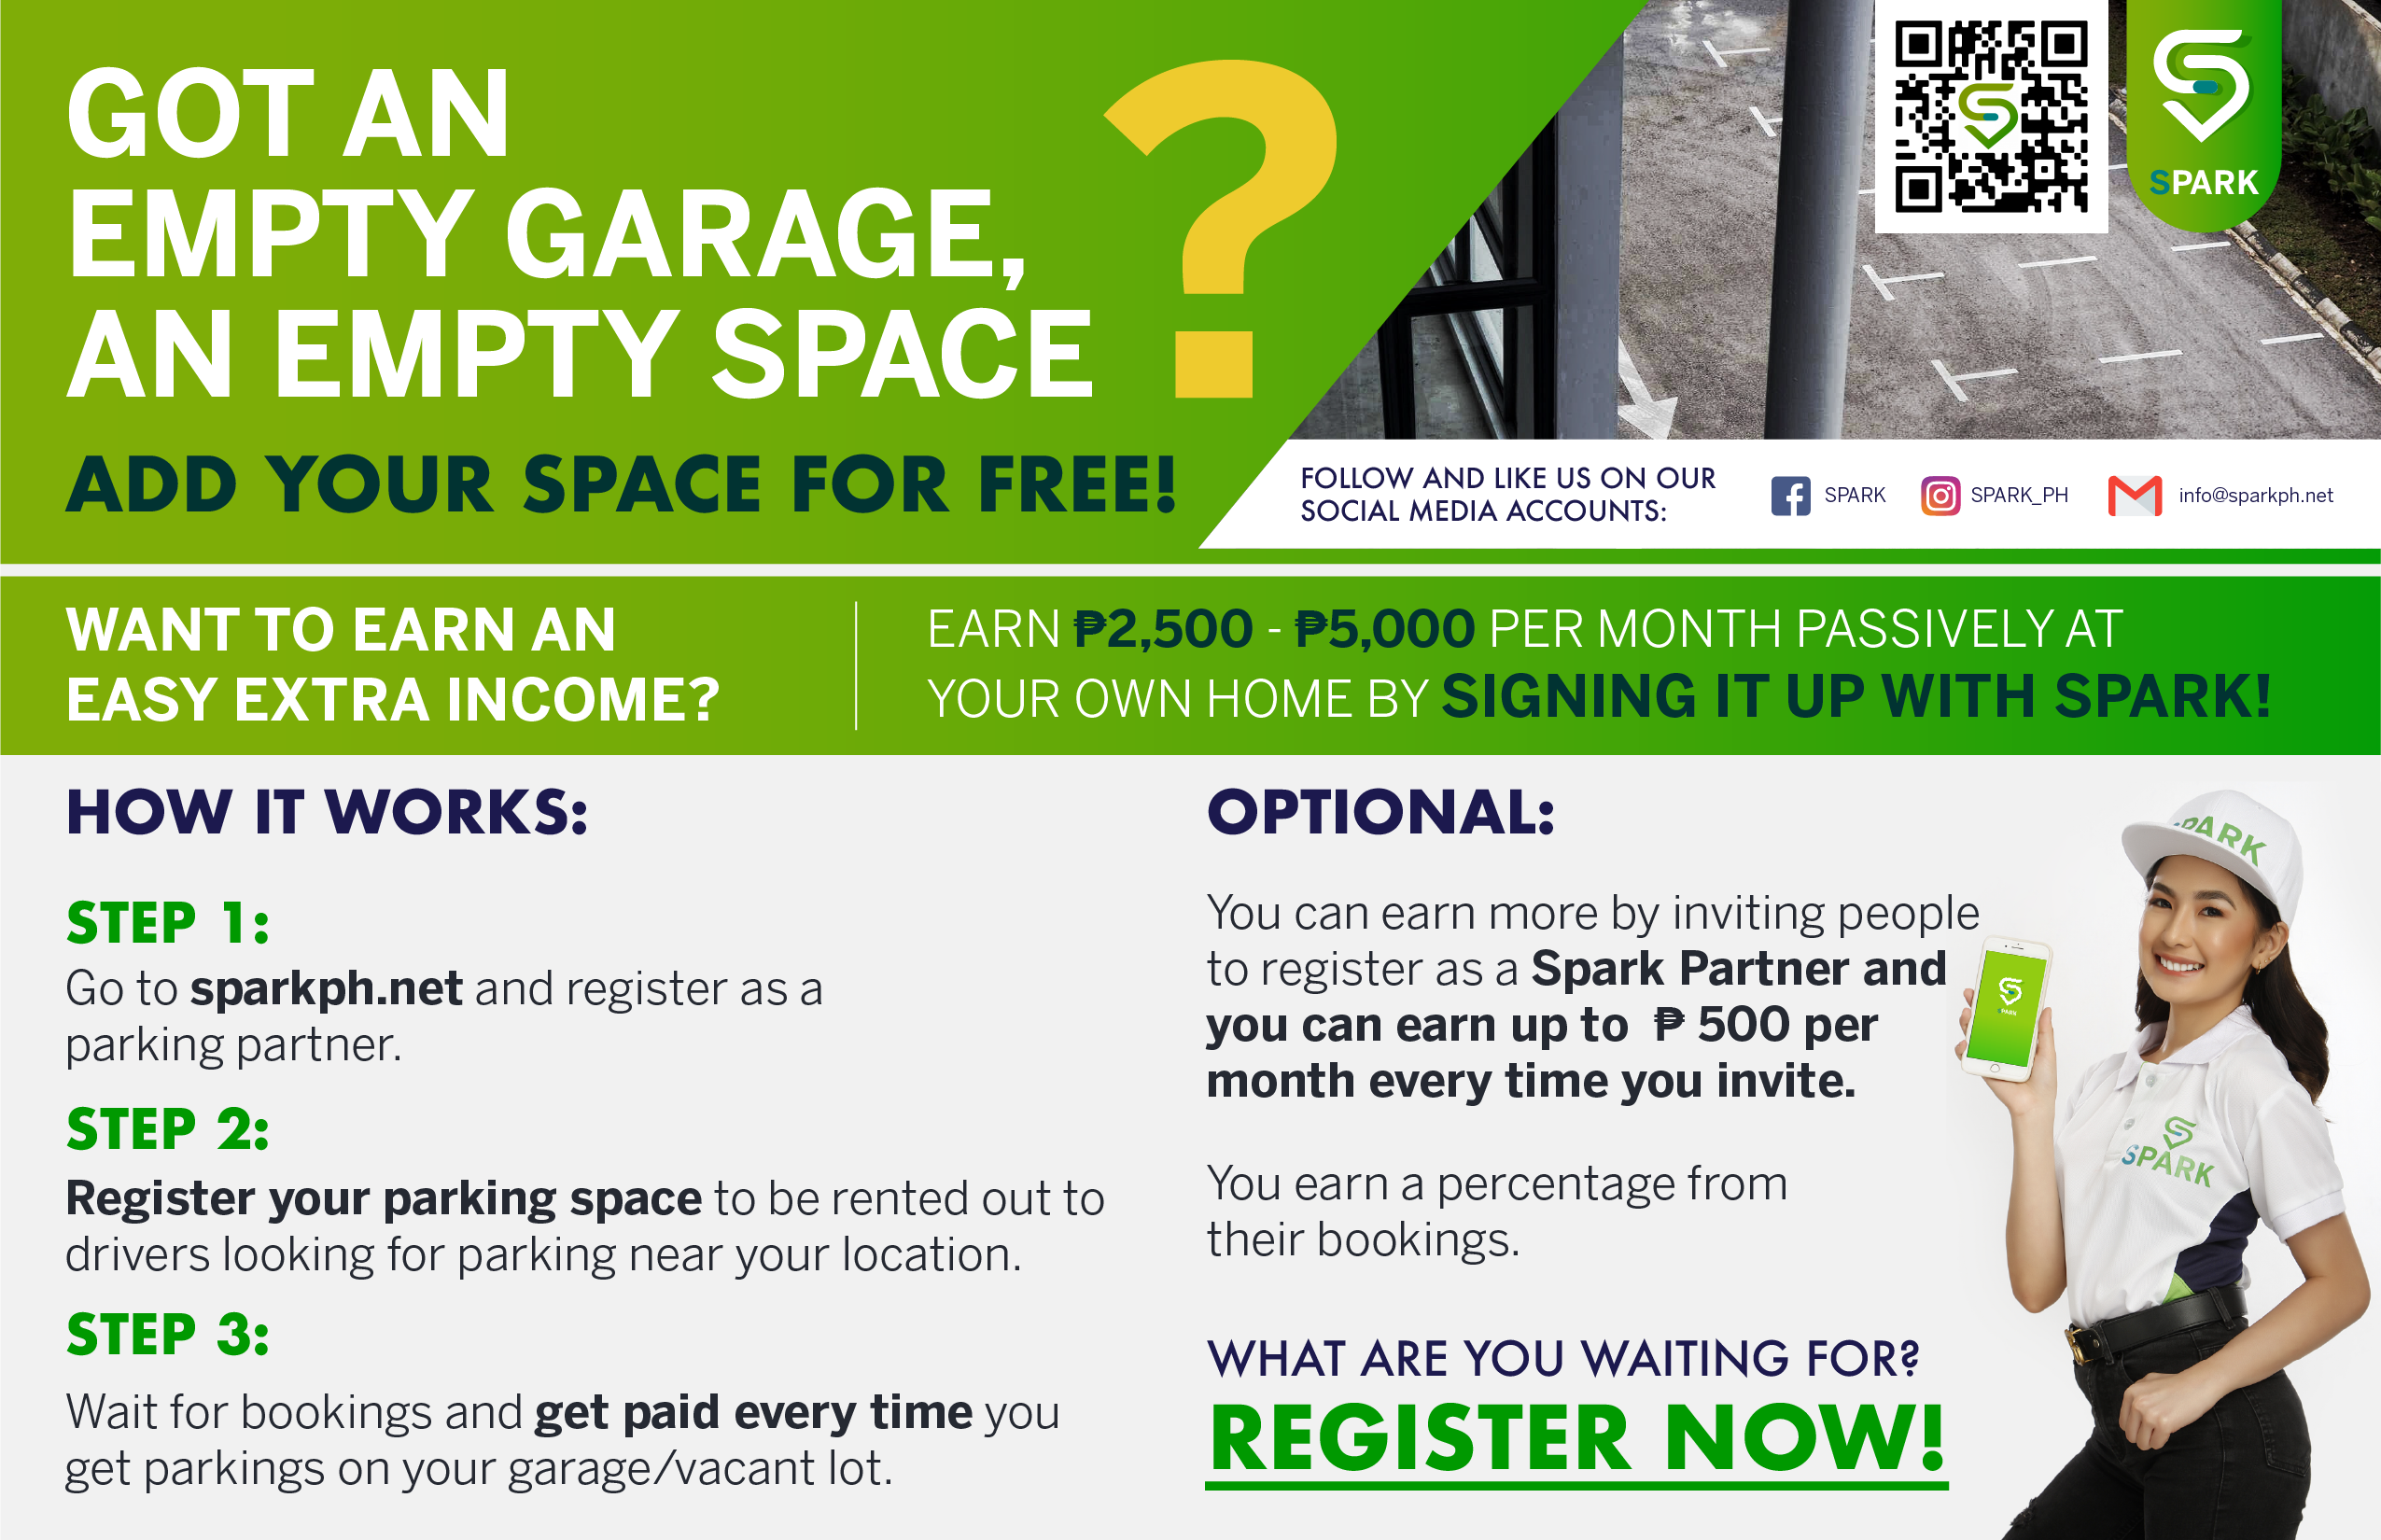 GOT AN
EMPTY GARAGE,
AN EMPTY SPACE ?
ADD YOUR SPACE FOR FREE!
SPARK
FOLLOW AND LIKE US ON OUR
SOCIAL MEDIA ACCOUNTS:
SPARK
SPARK_PH
info@sparkph.net
WANT TO EARN AN
EASY EXTRA INCOME?
EARN ₱2,500 - ₱5,000 PER MONTH PASSIVELY AT
YOUR OWN HOME BY SIGNING IT UP WITH SPARK!
HOW IT WORKS:
STEP 1:
Go to sparkph.net and register as a
parking partner.
STEP 2:
Register your parking space to be rented out to
drivers looking for parking near your location.
STEP 3:
Wait for bookings and get paid every time you
get parkings on your garage/vacant lot.
OPTIONAL:
You can earn more by inviting people
to register as a Spark Partner and
you can earn up to ₱ 500 per
month every time you invite.
You earn a percentage from
their bookings.
WHAT ARE YOU WAITING FOR?
REGISTER NOW!
SPARK
SPARK
SPARK